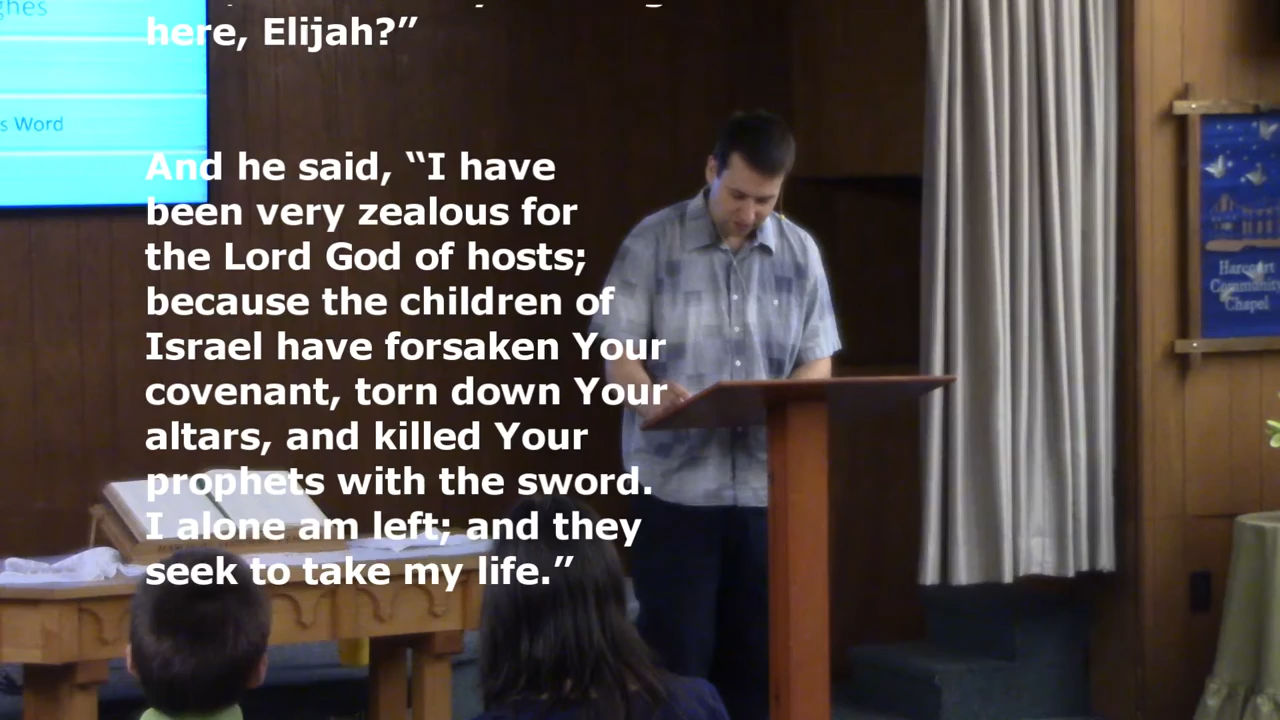 ghes
here, Elijah?”
s Word
And he said, “I have
been very zealous for
the Lord God of hosts;
because the children of
Israel have forsaken Your
covenant, torn down Your
altars, and killed Your
prophets with the sword.
I alone am left; and they
seek to take my life.”
Harcourt
Community
Chapel